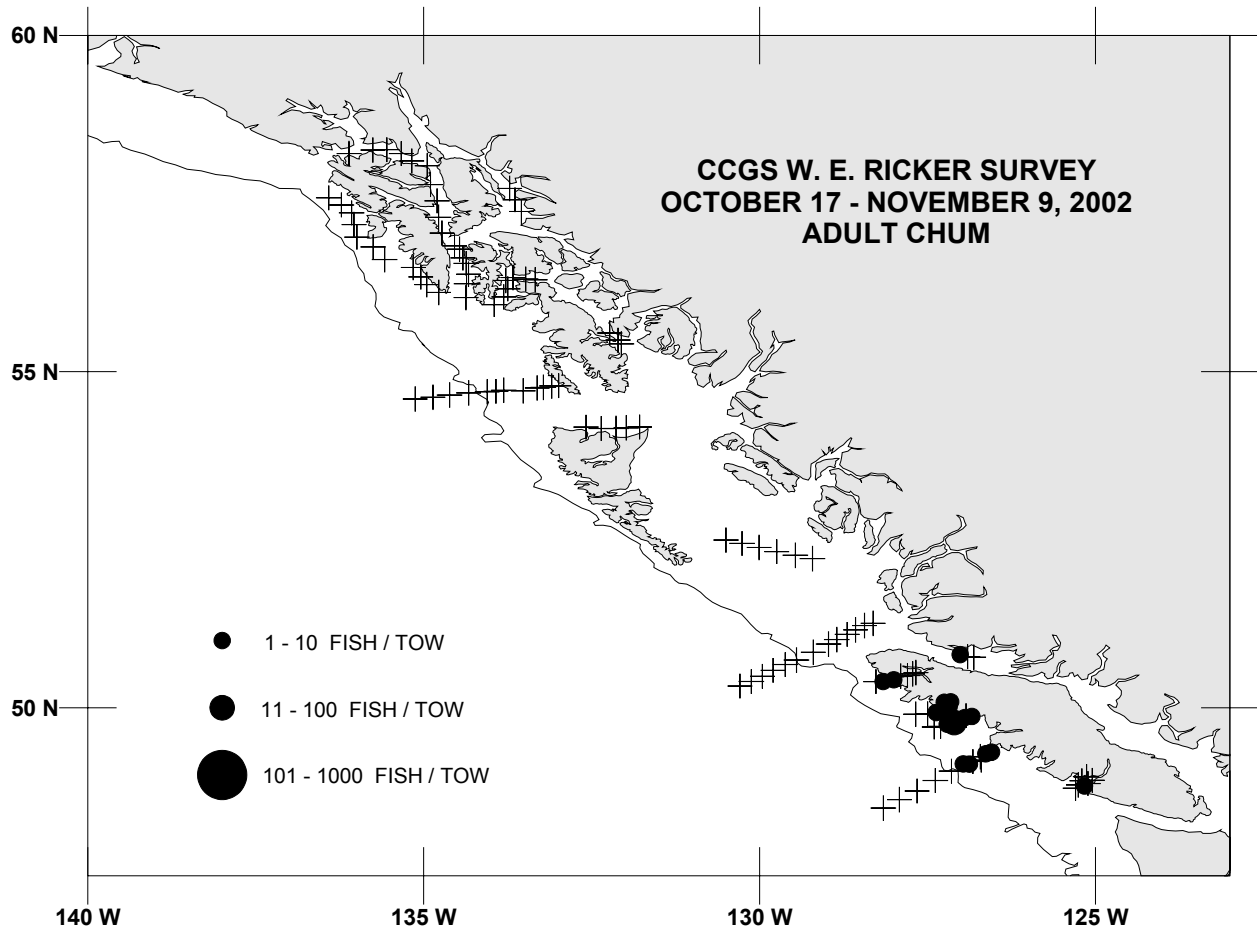 60 N
CCGS W. E. RICKER SURVEY
OCTOBER 17 - NOVEMBER 9, 2002
ADULT CHUM
55 N
1 - 10 FISH / TOW
50 N
11 - 100 FISH / TOW
101 - 1000 FISH / TOW
140 W
135 W
130 W
125 W